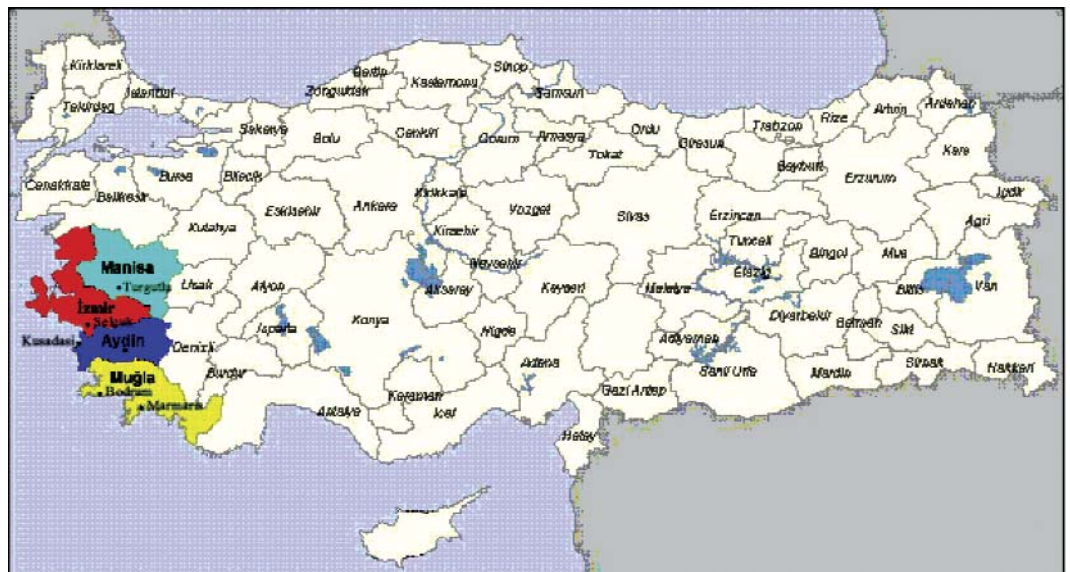 Kirklareli
Tekirdag
Istanbul
Zonguldak
Bartin
Kastamonu
Sinop
Samsun
Sakarya
Bolu
Cankiri
Corum
Amasya
Tokat
Ordu
Giresun
Trabzon
Rize
Artvin
Ardahan
Kars
Bayburt
Erzurum
Igdir
Agri
Canakkale
Balikesir
Bursa
Bilecik
Kutahya
Eskisehir
Ankara
Kirikkale
Kirsehir
Yozgat
Sivas
Erzincan
Tunceli
Bingol
Mus
Elazig
Bitlis
Van
Manisa
Turgutlu
Usak
Afyon
Nevsehir
Aksaray
Kayseri
Malatya
İzmir
Selçuk
Kusadasi
Aydin
Denizli
Isparta
Konya
Nigde
Adiyaman
Diyarbakir
Batman
Siirt
Sirnak
Hakkari
Muğla
Bodrum
Marmaris
Burdur
Antalya
Karaman
Icel
Adana
Gazi Antep
Sanli Urfa
Mardin
Hatay